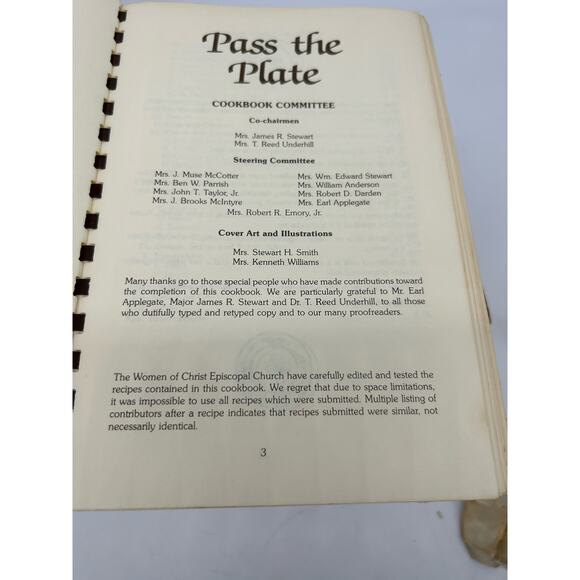 Pass the
Plate
COOKBOOK COMMITTEE
Co-chairmen
Mrs. James R. Stewart
Mrs. T. Reed Underhill
Steering Committee
Mrs. J. Muse McCotter Mrs. Wm. Edward Stewart
Mrs. Ben W. Parrish Mrs. William Anderson
Mrs. John T. Taylor, Jr. Mrs. Robert D. Darden
Mrs. J. Brooks McIntyre Mrs. Earl Applegate
Mrs. Robert R. Emory, Jr.
Cover Art and Illustrations
Mrs. Stewart H. Smith
Mrs. Kenneth Williams
Many thanks go to those special people who have made contributions toward
the completion of this cookbook. We are particularly grateful to Mr. Earl
Applegate, Major James R. Stewart and Dr. T. Reed Underhill, to all those
who dutifully typed and retyped copy and to our many proofreaders.
The Women of Christ Episcopal Church have carefully edited and tested the
recipes contained in this cookbook. We regret that due to space limitations,
it was impossible to use all recipes which were submitted. Multiple listing of
contributors after a recipe indicates that recipes submitted were similar, not
necessarily identical.
3